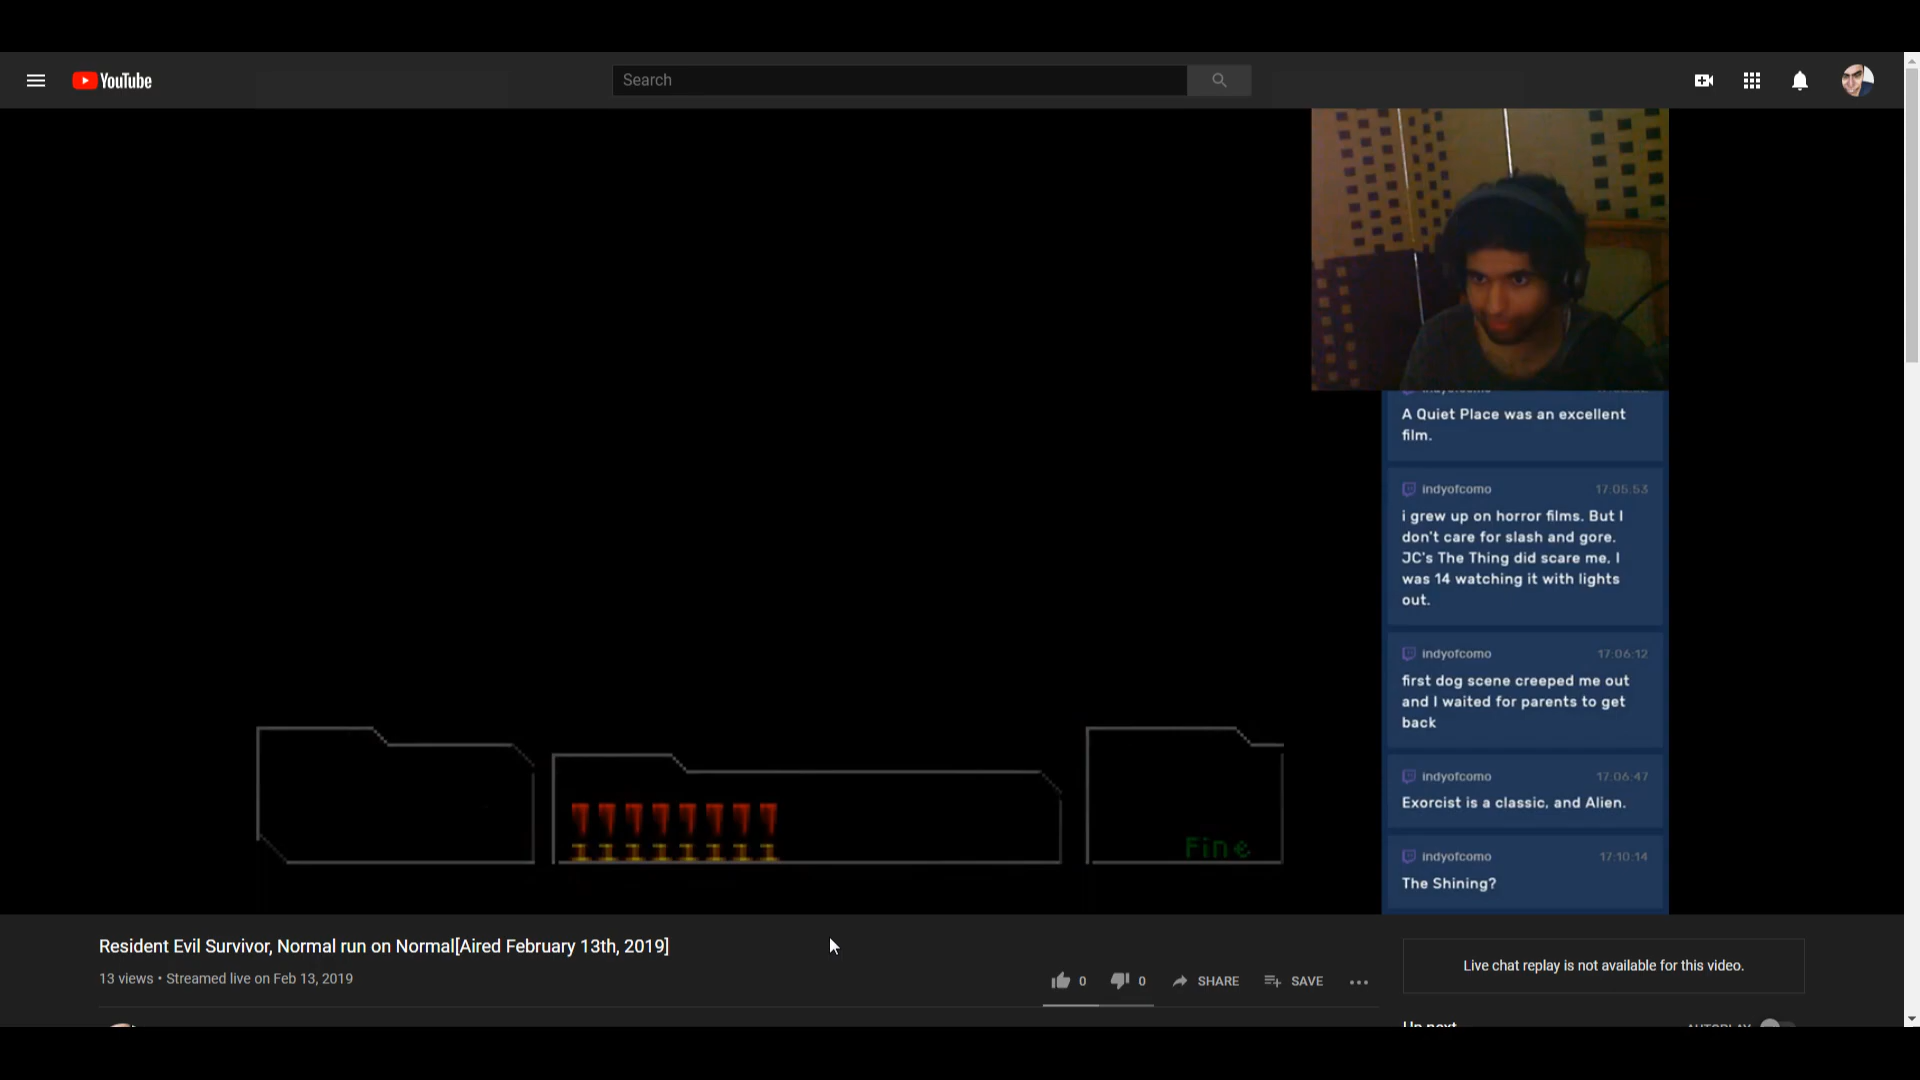 YouTube
Search
A Quiet Place was an excellent
film.
indyofcomo 17:05:53
i grew up on horror films. But I
don't care for slash and gore.
JC's The Thing did scare me, I
was 14 watching it with lights
out.
indyofcomo 17:06:12
first dog scene creeped me out
and I waited for parents to get
back
indyofcomo 17:06:47
Exorcist is a classic, and Alien.
indyofcomo 17:10:14
The Shining?
Fine
Resident Evil Survivor, Normal run on Normal[Aired February 13th, 2019]
13 views • Streamed live on Feb 13, 2019
0 0 SHARE SAVE
Live chat replay is not available for this video.
Up next AUTOPLAY